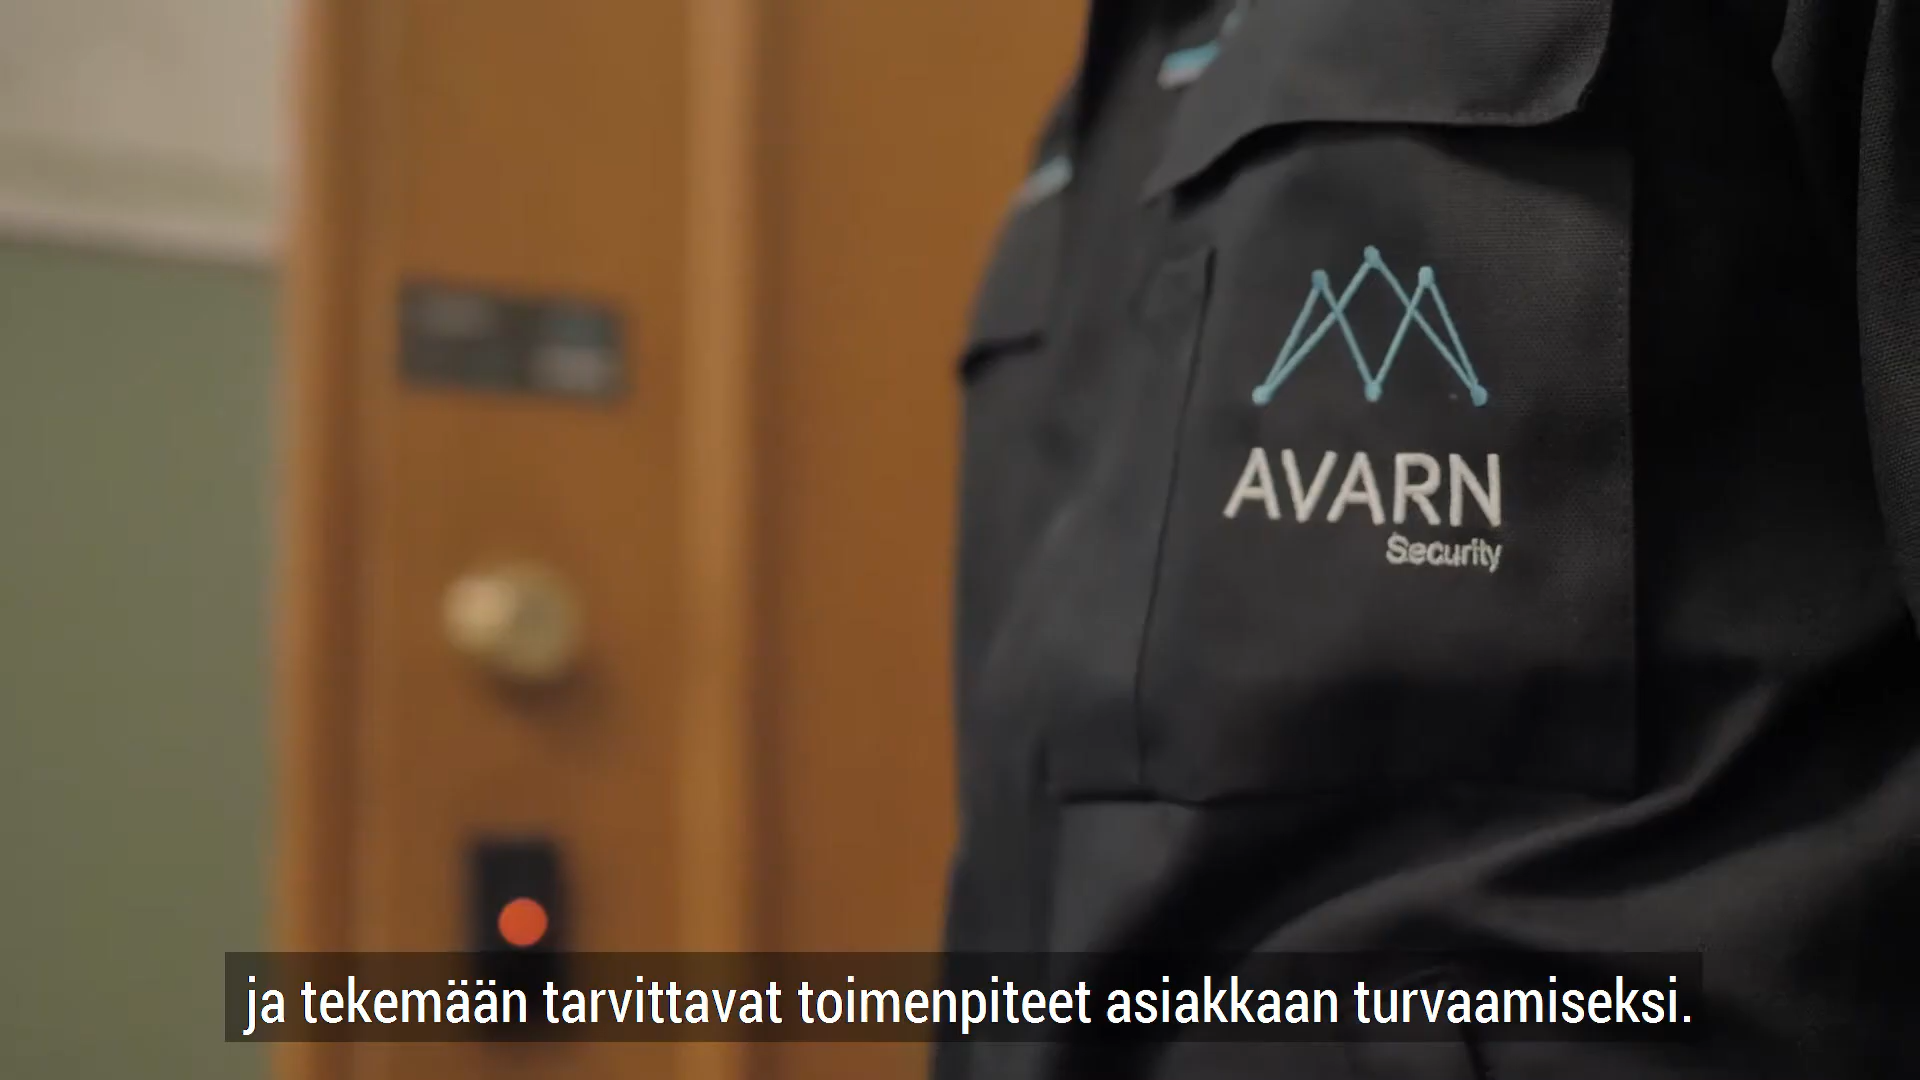 AVARN
Security
ja tekemään tarvittavat toimenpiteet asiakkaan turvaamiseksi.